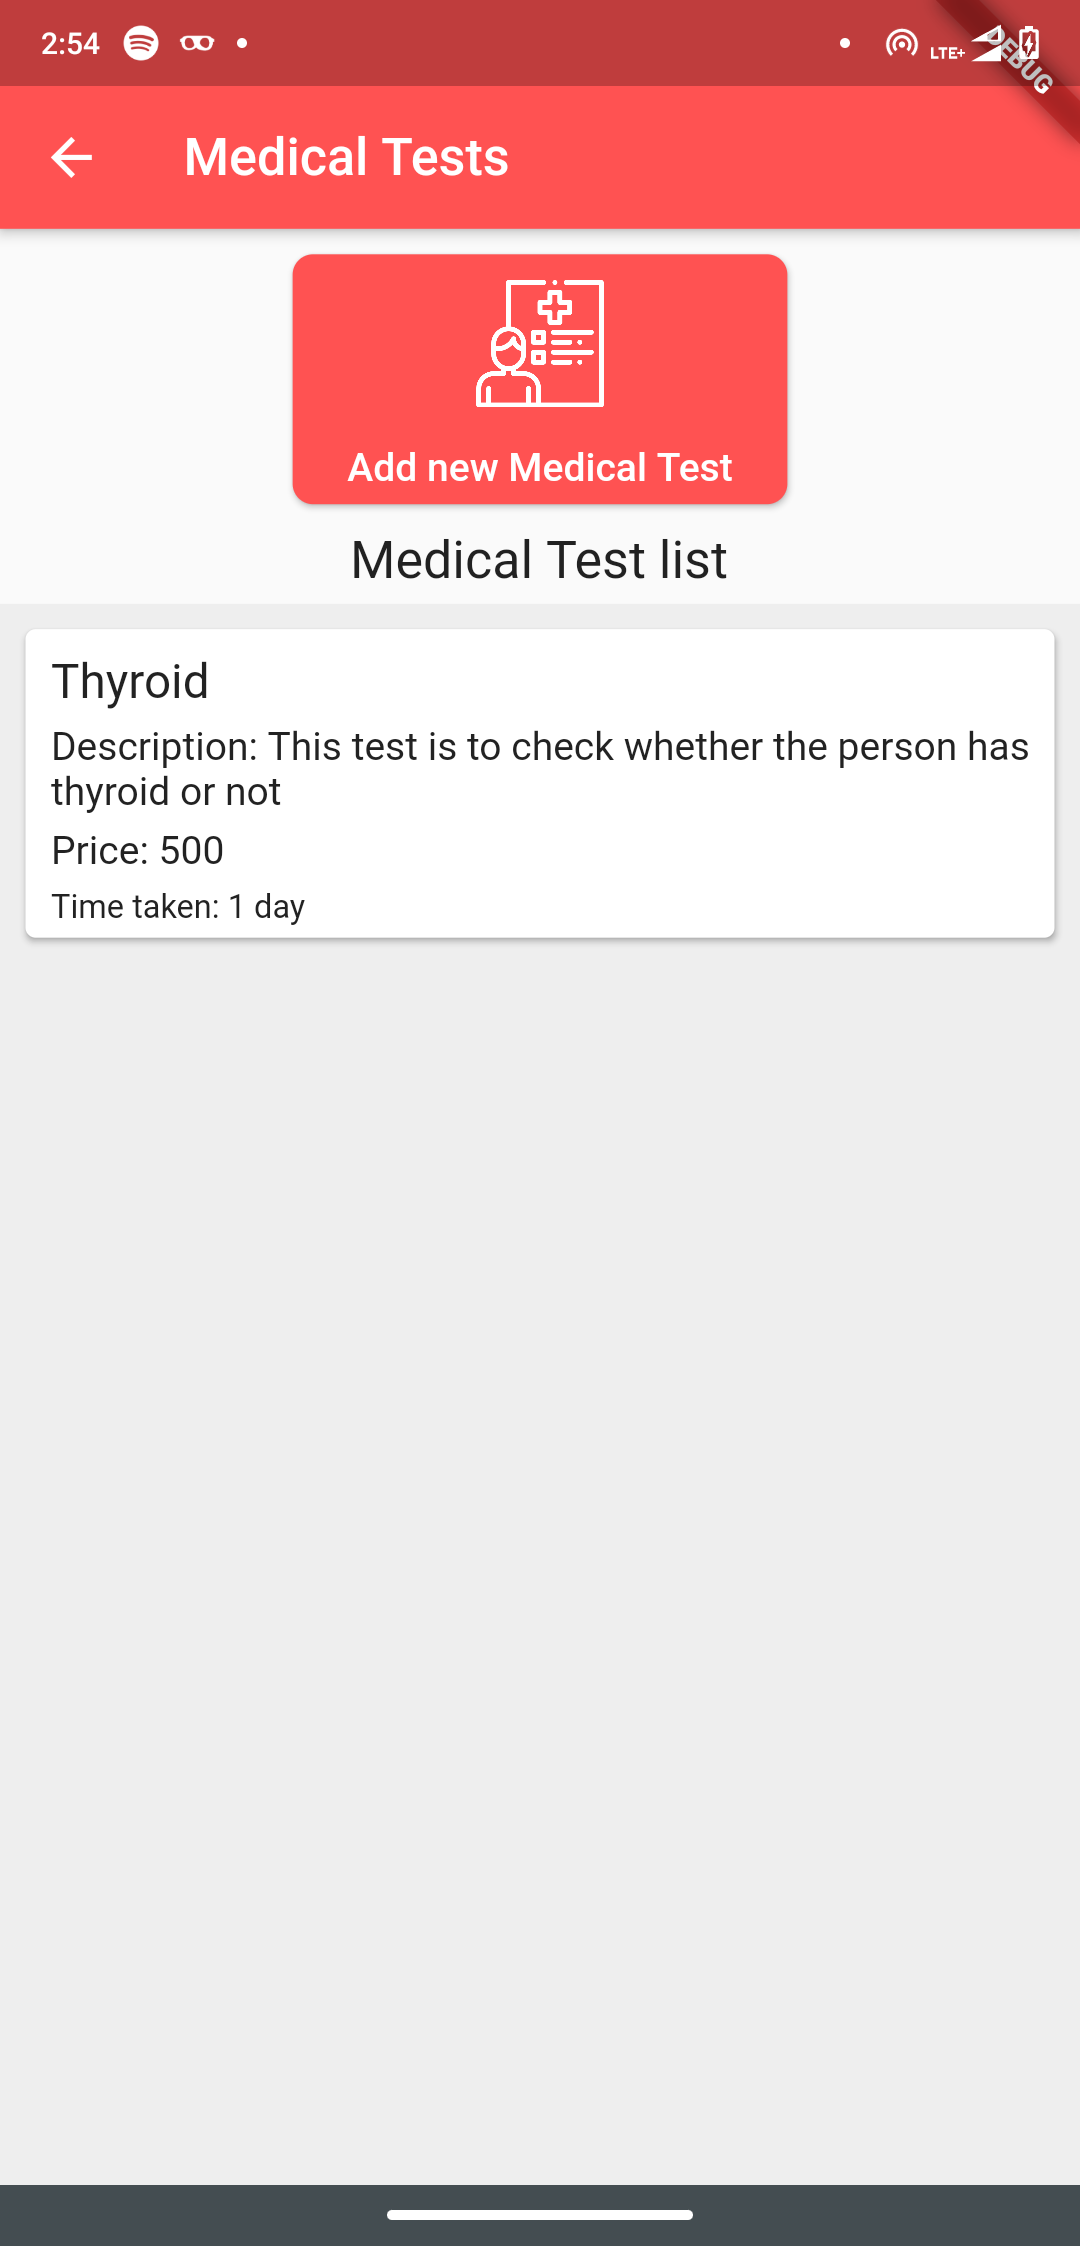 2:54
LTE+
DEBUG
Medical Tests
Add new Medical Test
Medical Test list
Thyroid
Description: This test is to check whether the person has
thyroid or not
Price: 500
Time taken: 1 day